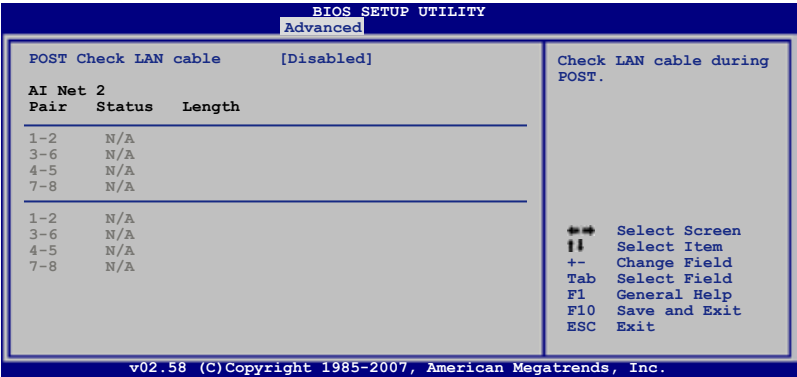 BIOS SETUP UTILITY
Advanced
POST Check LAN cable [Disabled]
AI Net 2
Pair Status Length
1-2 N/A
3-6 N/A
4-5 N/A
7-8 N/A
1-2 N/A
3-6 N/A
4-5 N/A
7-8 N/A
Check LAN cable during
POST.
←→ Select Screen
↑↓ Select Item
+- Change Field
Tab Select Field
F1 General Help
F10 Save and Exit
ESC Exit
v02.58 (C)Copyright 1985-2007, American Megatrends, Inc.